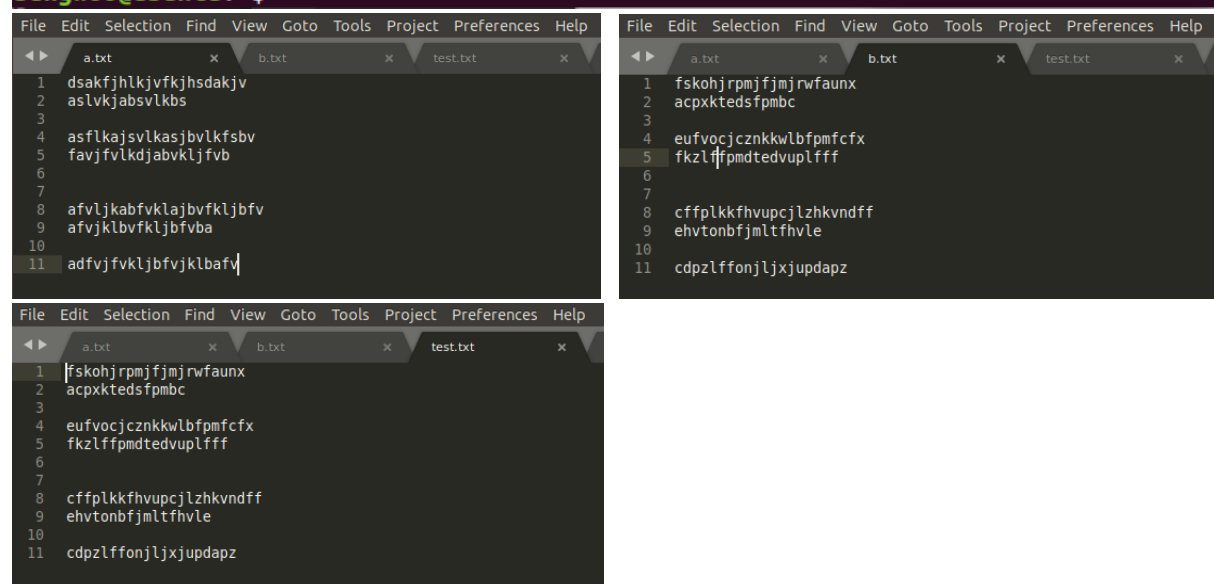 File Edit Selection Find View Goto Tools Project Preferences Help
a.txt × b.txt × test.txt ×
1 dsakfjhlkjvfkjhsdakjv
2 aslvkjabsvlkbs
3
4 asflkajsvlkasjbvlkfsbv
5 favjfvlkdjabvkljfvb
6
7
8 afvljkabfvklajbvfkljbfv
9 afvjklbvfkljbfvba
10
11 adfvjfvkljbfvjklbafv
File Edit Selection Find View Goto Tools Project Preferences Help
a.txt × b.txt × test.txt ×
1 fskohjrpmjfjmjrwfaunx
2 acpxktedsfpmbc
3
4 eufvocjcznkkwlbfpmfcfx
5 fkzlffpmdtedvuplfff
6
7
8 cffplkkfhvupcjlzhkvndff
9 ehvtonbfjmltfhvle
10
11 cdpzlffonjljxjupdapz
File Edit Selection Find View Goto Tools Project Preferences Help
a.txt × b.txt × test.txt ×
1 fskohjrpmjfjmjrwfaunx
2 acpxktedsfpmbc
3
4 eufvocjcznkkwlbfpmfcfx
5 fkzlffpmdtedvuplfff
6
7
8 cffplkkfhvupcjlzhkvndff
9 ehvtonbfjmltfhvle
10
11 cdpzlffonjljxjupdapz